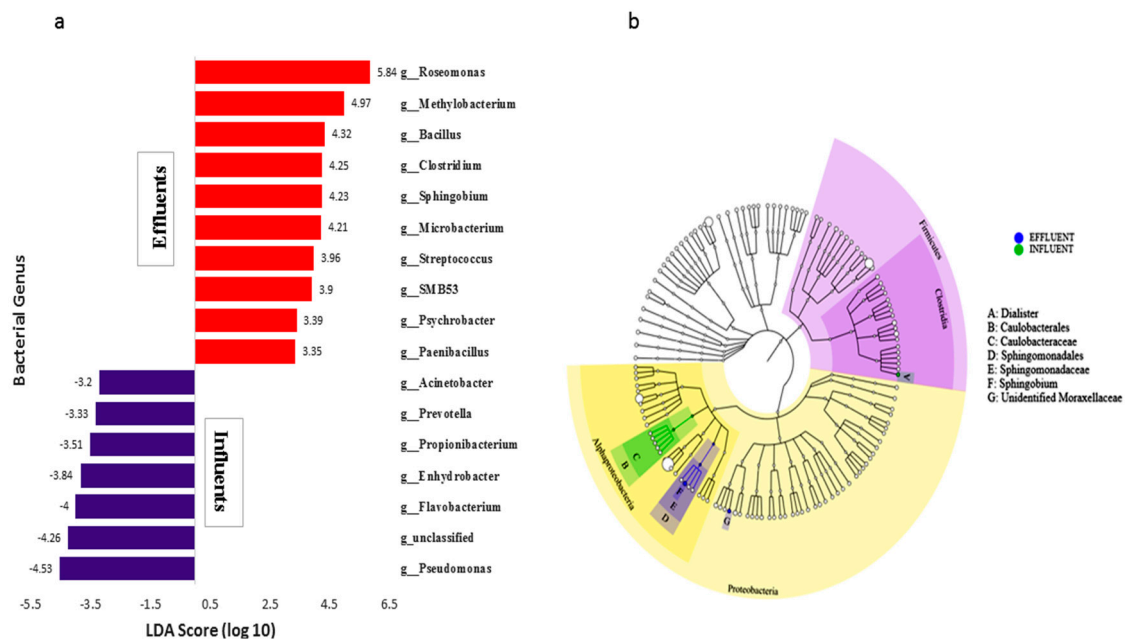 a
b
Bacterial Genus
Effluents
Influents
5.84 g__Roseomonas
4.97 g__Methylobacterium
4.32 g__Bacillus
4.25 g__Clostridium
4.23 g__Sphingobium
4.21 g__Microbacterium
3.96 g__Streptococcus
3.9 g__SMB53
3.39 g__Psychrobacter
3.35 g__Paenibacillus
-3.2 g__Acinetobacter
-3.33 g__Prevotella
-3.51 g__Propionibacterium
-3.84 g__Enhydrobacter
-4 g__Flavobacterium
-4.26 g_unclassified
-4.53 g__Pseudomonas
-5.5 -3.5 -1.5 0.5 2.5 4.5 6.5
LDA Score (log 10)
Firmicutes
Clostridia
A
Alphaproteobacteria
B
C
D
E
F
G
Proteobacteria
EFFLUENT
INFLUENT
A: Dialister
B: Caulobacterales
C: Caulobacteraceae
D: Sphingomonadales
E: Sphingomonadaceae
F: Sphingobium
G: Unidentified Moraxellaceae